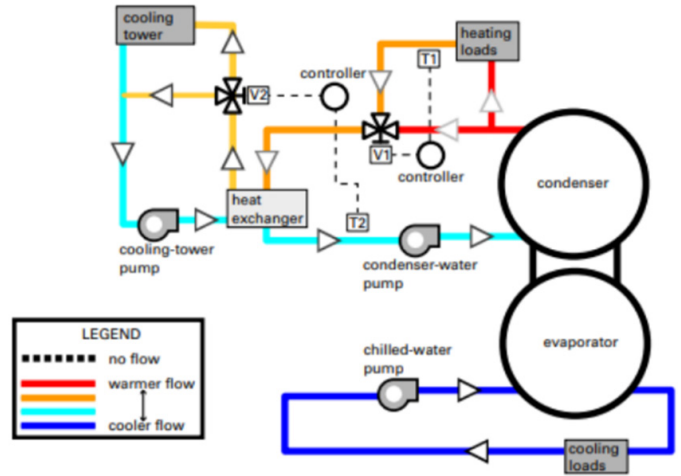 cooling
tower
heating
loads
T1
controller
V2
V1
controller
condenser
heat
exchanger
T2
cooling-tower
pump
condenser-water
pump
LEGEND
no flow
warmer flow
cooler flow
chilled-water
pump
evaporator
cooling
loads